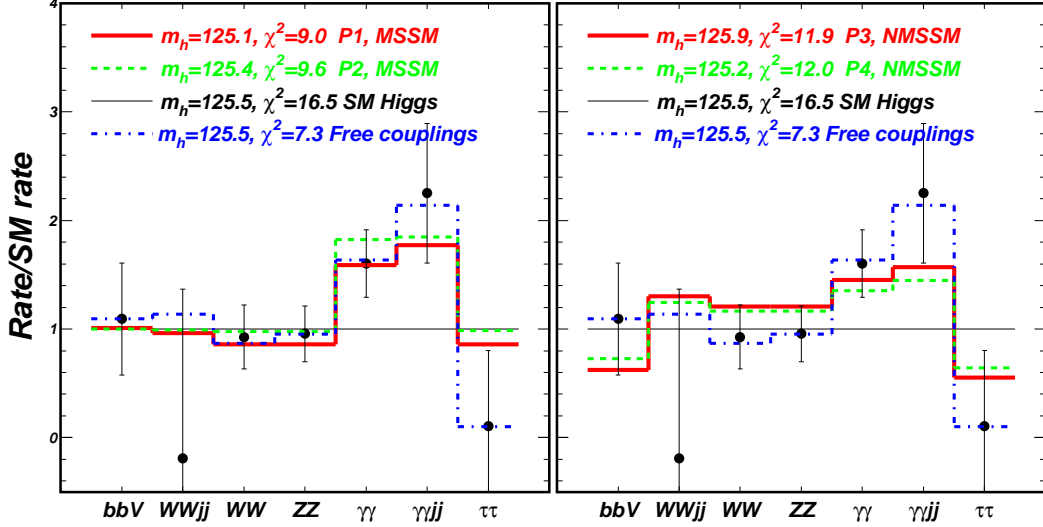 Rate/SM rate
4
3
2
1
0
m_h=125.1, χ²=9.0 P1, MSSM
m_h=125.4, χ²=9.6 P2, MSSM
m_h=125.5, χ²=16.5 SM Higgs
m_h=125.5, χ²=7.3 Free couplings
bbV WWjj WW ZZ γγ γγjj ττ
m_h=125.9, χ²=11.9 P3, NMSSM
m_h=125.2, χ²=12.0 P4, NMSSM
m_h=125.5, χ²=16.5 SM Higgs
m_h=125.5, χ²=7.3 Free couplings
bbV WWjj WW ZZ γγ γγjj ττ